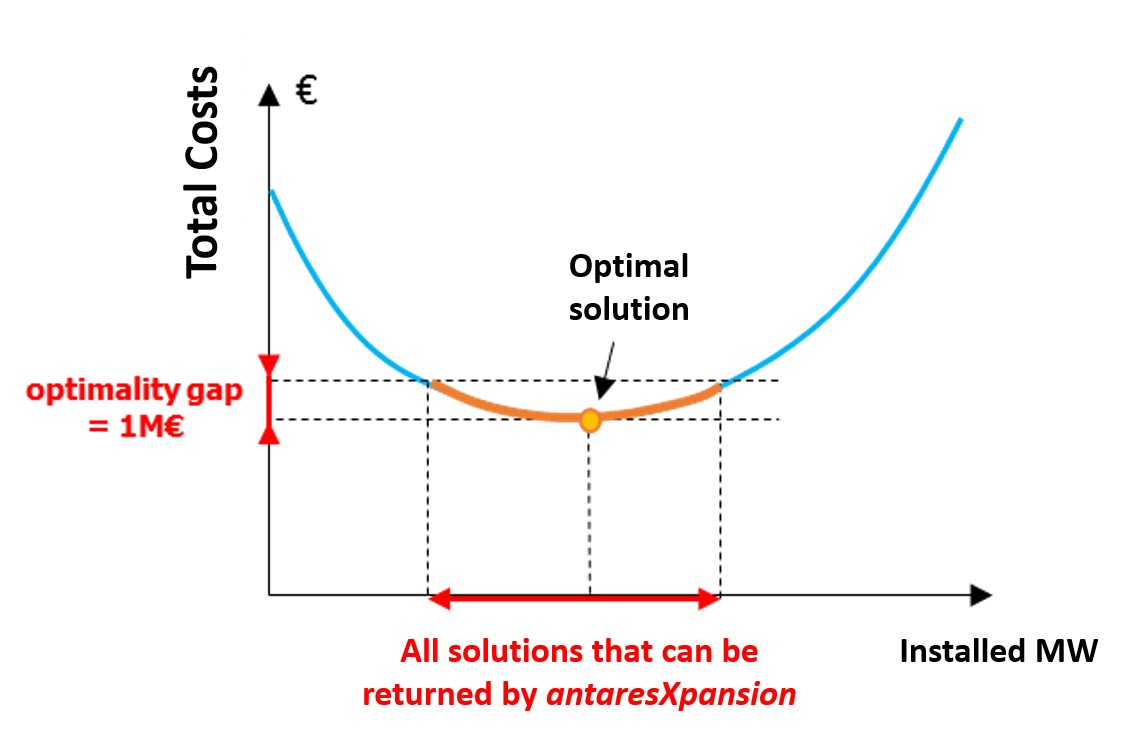 Total Costs
€
Optimal
solution
optimality gap
= 1M€
All solutions that can be
returned by antaresXpansion
Installed MW